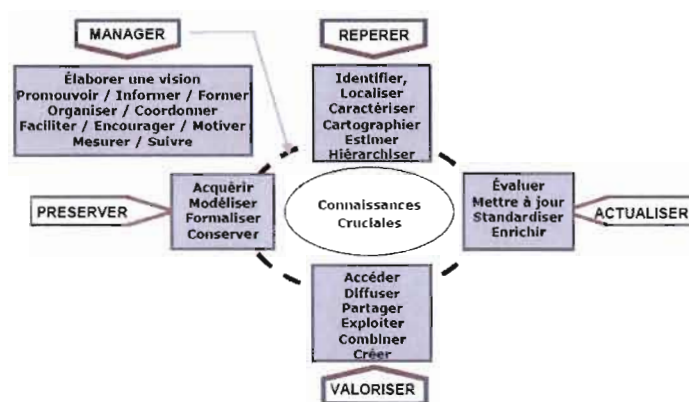 MANAGER
Élaborer une vision
Promouvoir / Informer / Former
Organiser / Coordonner
Faciliter / Encourager / Motiver
Mesurer / Suivre
REPERER
Identifier,
Localiser
Caractériser
Cartographier
Estimer
Hiérarchiser
PRESERVER
Acquérir
Modéliser
Formaliser
Conserver
Connaissances
Cruciales
Évaluer
Mettre à jour
Standardiser
Enrichir
ACTUALISER
Accéder
Diffuser
Partager
Exploiter
Combiner
Créer
VALORISER